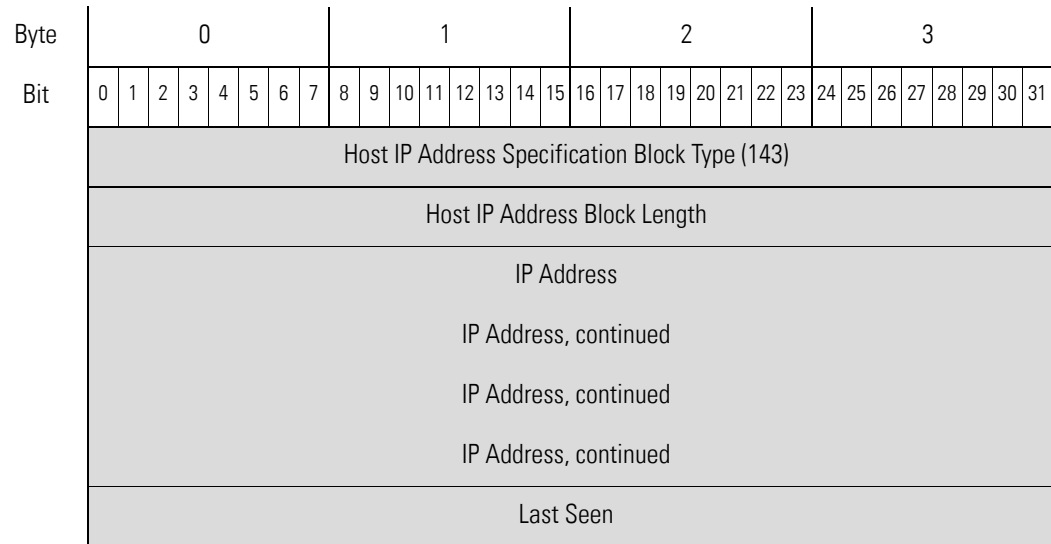 Byte 0 1 2 3
Bit 0 1 2 3 4 5 6 7 8 9 10 11 12 13 14 15 16 17 18 19 20 21 22 23 24 25 26 27 28 29 30 31
Host IP Address Specification Block Type (143)
Host IP Address Block Length
IP Address
IP Address, continued
IP Address, continued
IP Address, continued
Last Seen